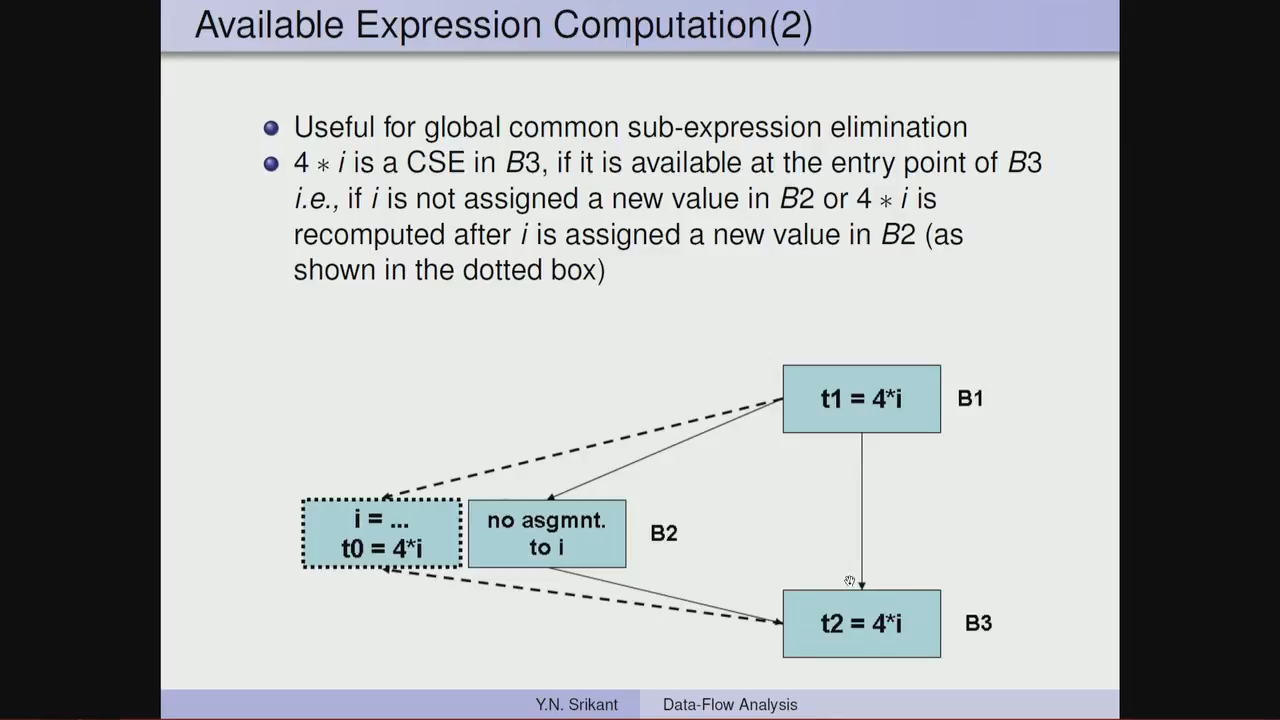 Available Expression Computation(2)
Useful for global common sub-expression elimination
4 ∗ i is a CSE in B3, if it is available at the entry point of B3
i.e., if i is not assigned a new value in B2 or 4 ∗ i is
recomputed after i is assigned a new value in B2 (as
shown in the dotted box)
t1 = 4*i
B1
i = ...
t0 = 4*i
no asgmnt.
to i
B2
t2 = 4*i
B3
Y.N. Srikant
Data-Flow Analysis